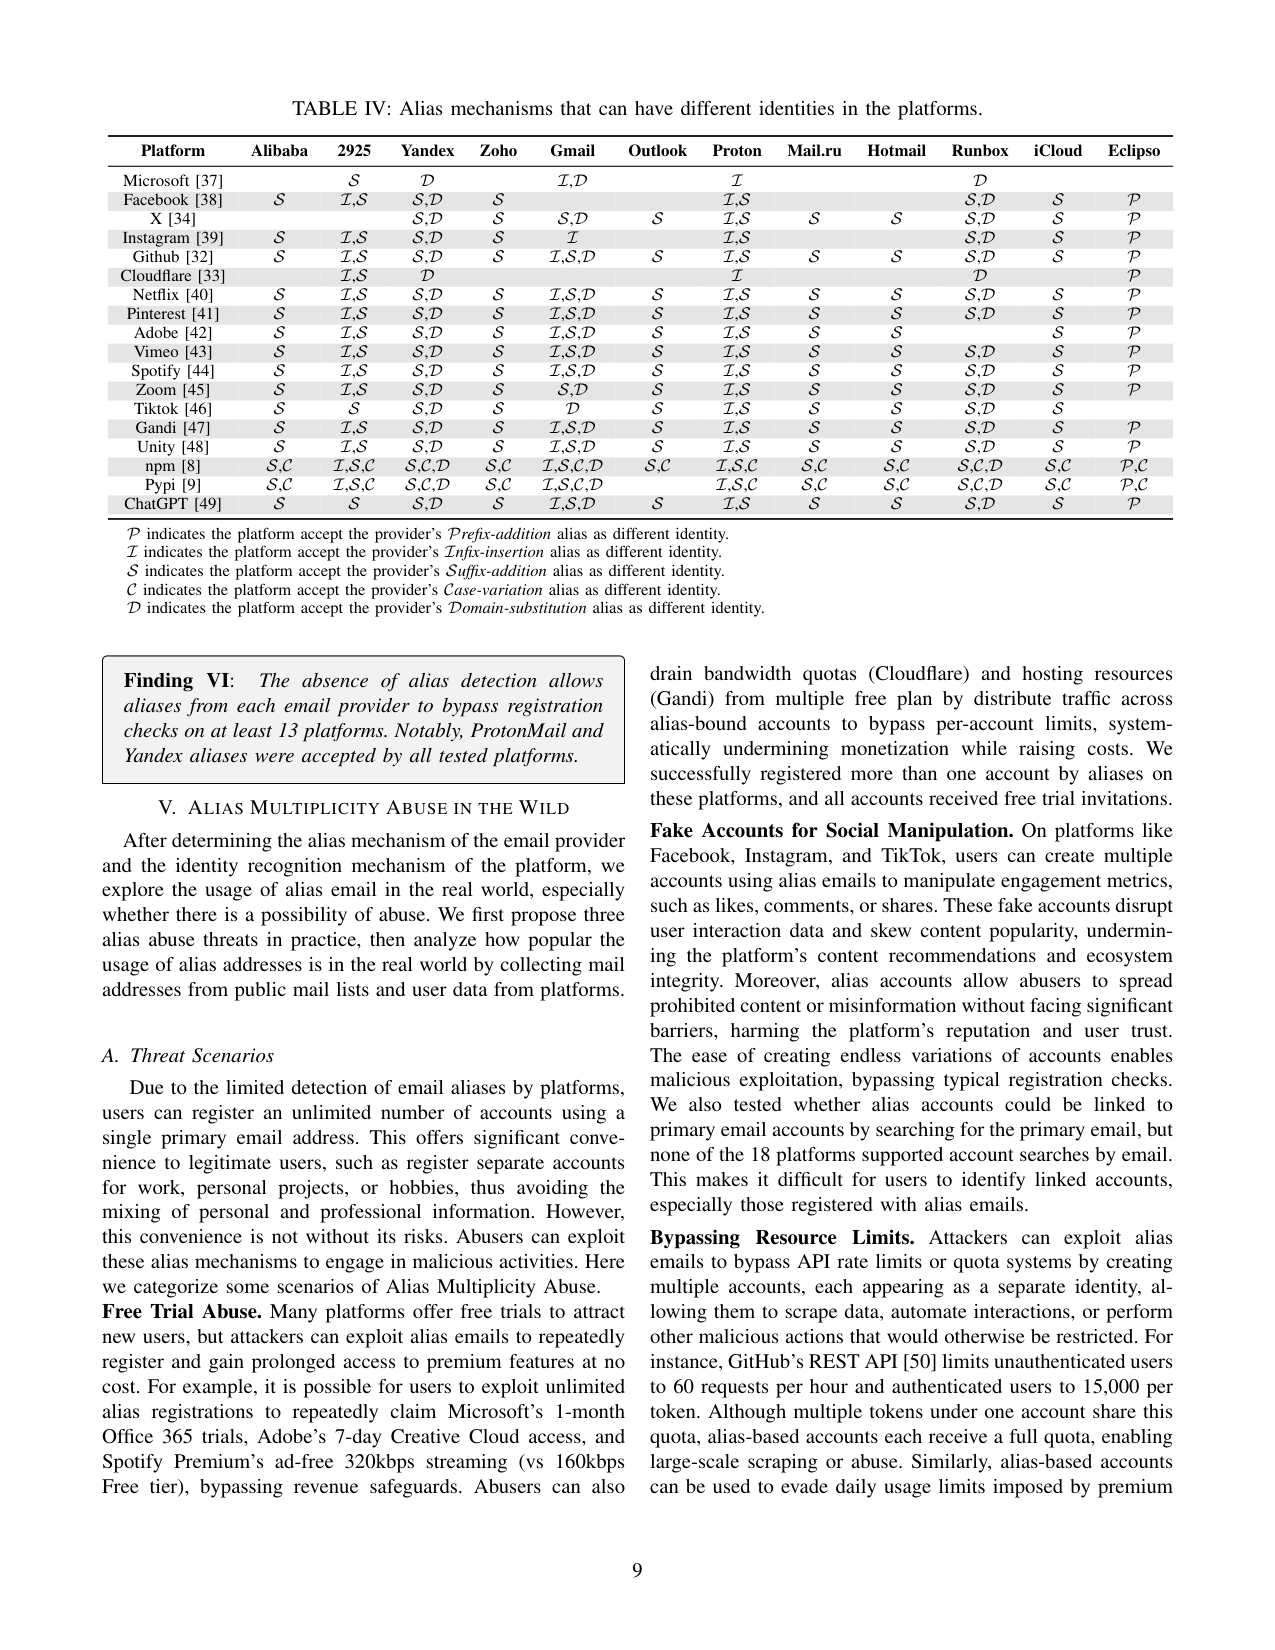 TABLE IV: Alias mechanisms that can have different identities in the platforms.
Platform Alibaba 2925 Yandex Zoho Gmail Outlook Proton Mail.ru Hotmail Runbox iCloud Eclipso
Microsoft [37] S D I,D I D
Facebook [38] S I,S S,D S I,S S,D S P
X [34] S,D S S,D S I,S S S S,D S P
Instagram [39] S I,S S,D S I I,S S,D S P
Github [32] S I,S S,D S I,S,D S I,S S S S,D S P
Cloudflare [33] I,S D I D P
Netflix [40] S I,S S,D S I,S,D S I,S S S S,D S P
Pinterest [41] S I,S S,D S I,S,D S I,S S S S,D S P
Adobe [42] S I,S S,D S I,S,D S I,S S S S P
Vimeo [43] S I,S S,D S I,S,D S I,S S S S,D S P
Spotify [44] S I,S S,D S I,S,D S I,S S S S,D S P
Zoom [45] S I,S S,D S S,D S I,S S S S,D S P
Tiktok [46] S S S,D S D S I,S S S S,D S
Gandi [47] S I,S S,D S I,S,D S I,S S S S,D S P
Unity [48] S I,S S,D S I,S,D S I,S S S S,D S P
npm [8] S,C I,S,C S,C,D S,C I,S,C,D S,C I,S,C S,C S,C S,C,D S,C P,C
Pypi [9] S,C I,S,C S,C,D S,C I,S,C,D I,S,C S,C S,C S,C,D S,C P,C
ChatGPT [49] S S S,D S I,S,D S I,S S S S,D S P
P indicates the platform accept the provider's Prefix-addition alias as different identity.
I indicates the platform accept the provider's Infix-insertion alias as different identity.
S indicates the platform accept the provider's Suffix-addition alias as different identity.
C indicates the platform accept the provider's Case-variation alias as different identity.
D indicates the platform accept the provider's Domain-substitution alias as different identity.
Finding VI: The absence of alias detection allows
aliases from each email provider to bypass registration
checks on at least 13 platforms. Notably, ProtonMail and
Yandex aliases were accepted by all tested platforms.
V. ALIAS MULTIPLICITY ABUSE IN THE WILD
After determining the alias mechanism of the email provider
and the identity recognition mechanism of the platform, we
explore the usage of alias email in the real world, especially
whether there is a possibility of abuse. We first propose three
alias abuse threats in practice, then analyze how popular the
usage of alias addresses is in the real world by collecting mail
addresses from public mail lists and user data from platforms.
A. Threat Scenarios
Due to the limited detection of email aliases by platforms,
users can register an unlimited number of accounts using a
single primary email address. This offers significant conve-
nience to legitimate users, such as register separate accounts
for work, personal projects, or hobbies, thus avoiding the
mixing of personal and professional information. However,
this convenience is not without its risks. Abusers can exploit
these alias mechanisms to engage in malicious activities. Here
we categorize some scenarios of Alias Multiplicity Abuse.
Free Trial Abuse. Many platforms offer free trials to attract
new users, but attackers can exploit alias emails to repeatedly
register and gain prolonged access to premium features at no
cost. For example, it is possible for users to exploit unlimited
alias registrations to repeatedly claim Microsoft's 1-month
Office 365 trials, Adobe's 7-day Creative Cloud access, and
Spotify Premium's ad-free 320kbps streaming (vs 160kbps
Free tier), bypassing revenue safeguards. Abusers can also
drain bandwidth quotas (Cloudflare) and hosting resources
(Gandi) from multiple free plan by distribute traffic across
alias-bound accounts to bypass per-account limits, system-
atically undermining monetization while raising costs. We
successfully registered more than one account by aliases on
these platforms, and all accounts received free trial invitations.
Fake Accounts for Social Manipulation. On platforms like
Facebook, Instagram, and TikTok, users can create multiple
accounts using alias emails to manipulate engagement metrics,
such as likes, comments, or shares. These fake accounts disrupt
user interaction data and skew content popularity, undermin-
ing the platform's content recommendations and ecosystem
integrity. Moreover, alias accounts allow abusers to spread
prohibited content or misinformation without facing significant
barriers, harming the platform's reputation and user trust.
The ease of creating endless variations of accounts enables
malicious exploitation, bypassing typical registration checks.
We also tested whether alias accounts could be linked to
primary email accounts by searching for the primary email, but
none of the 18 platforms supported account searches by email.
This makes it difficult for users to identify linked accounts,
especially those registered with alias emails.
Bypassing Resource Limits. Attackers can exploit alias
emails to bypass API rate limits or quota systems by creating
multiple accounts, each appearing as a separate identity, al-
lowing them to scrape data, automate interactions, or perform
other malicious actions that would otherwise be restricted. For
instance, GitHub's REST API [50] limits unauthenticated users
to 60 requests per hour and authenticated users to 15,000 per
token. Although multiple tokens under one account share this
quota, alias-based accounts each receive a full quota, enabling
large-scale scraping or abuse. Similarly, alias-based accounts
can be used to evade daily usage limits imposed by premium
9